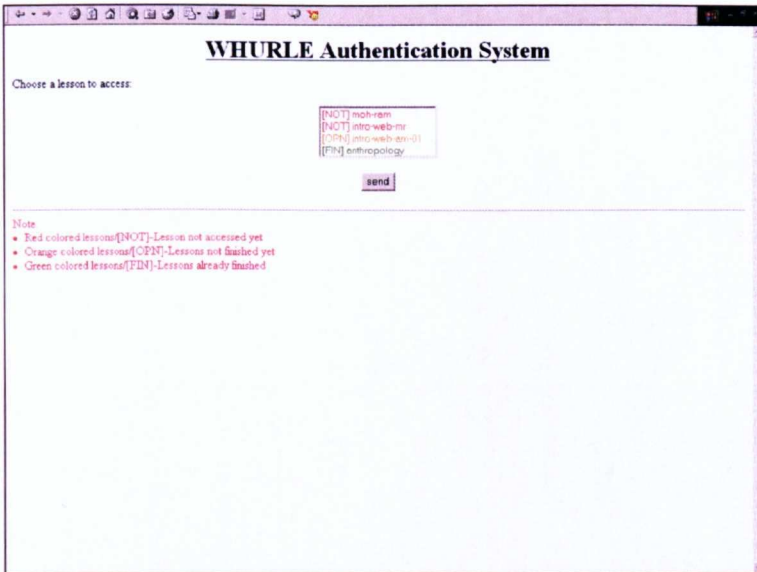 WHURLE Authentication System
Choose a lesson to access:
[NOT] moh-ram
[NOT] intro-web-mr
[OPN] intro-web-ami-01
[FIN] anthropology
send
Note
Red colored lessons/[NOT]-Lesson not accessed yet
Orange colored lessons/[OPN]-Lessons not finished yet
Green colored lessons/[FIN]-Lessons already finished